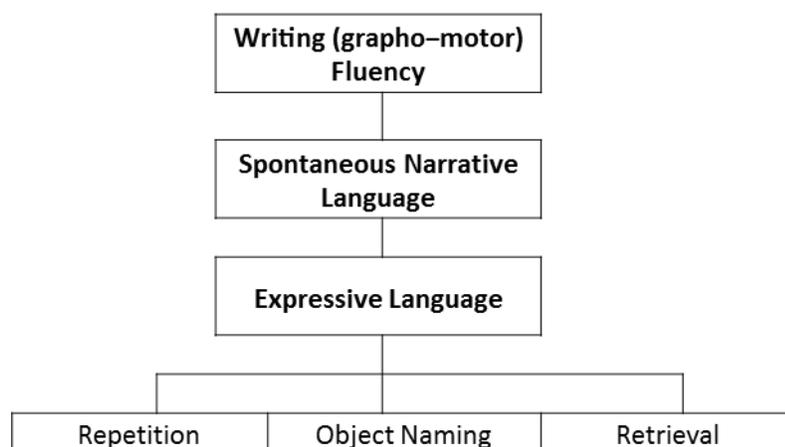 Writing (grapho–motor)
Fluency
Spontaneous Narrative
Language
Expressive Language
Repetition Object Naming Retrieval